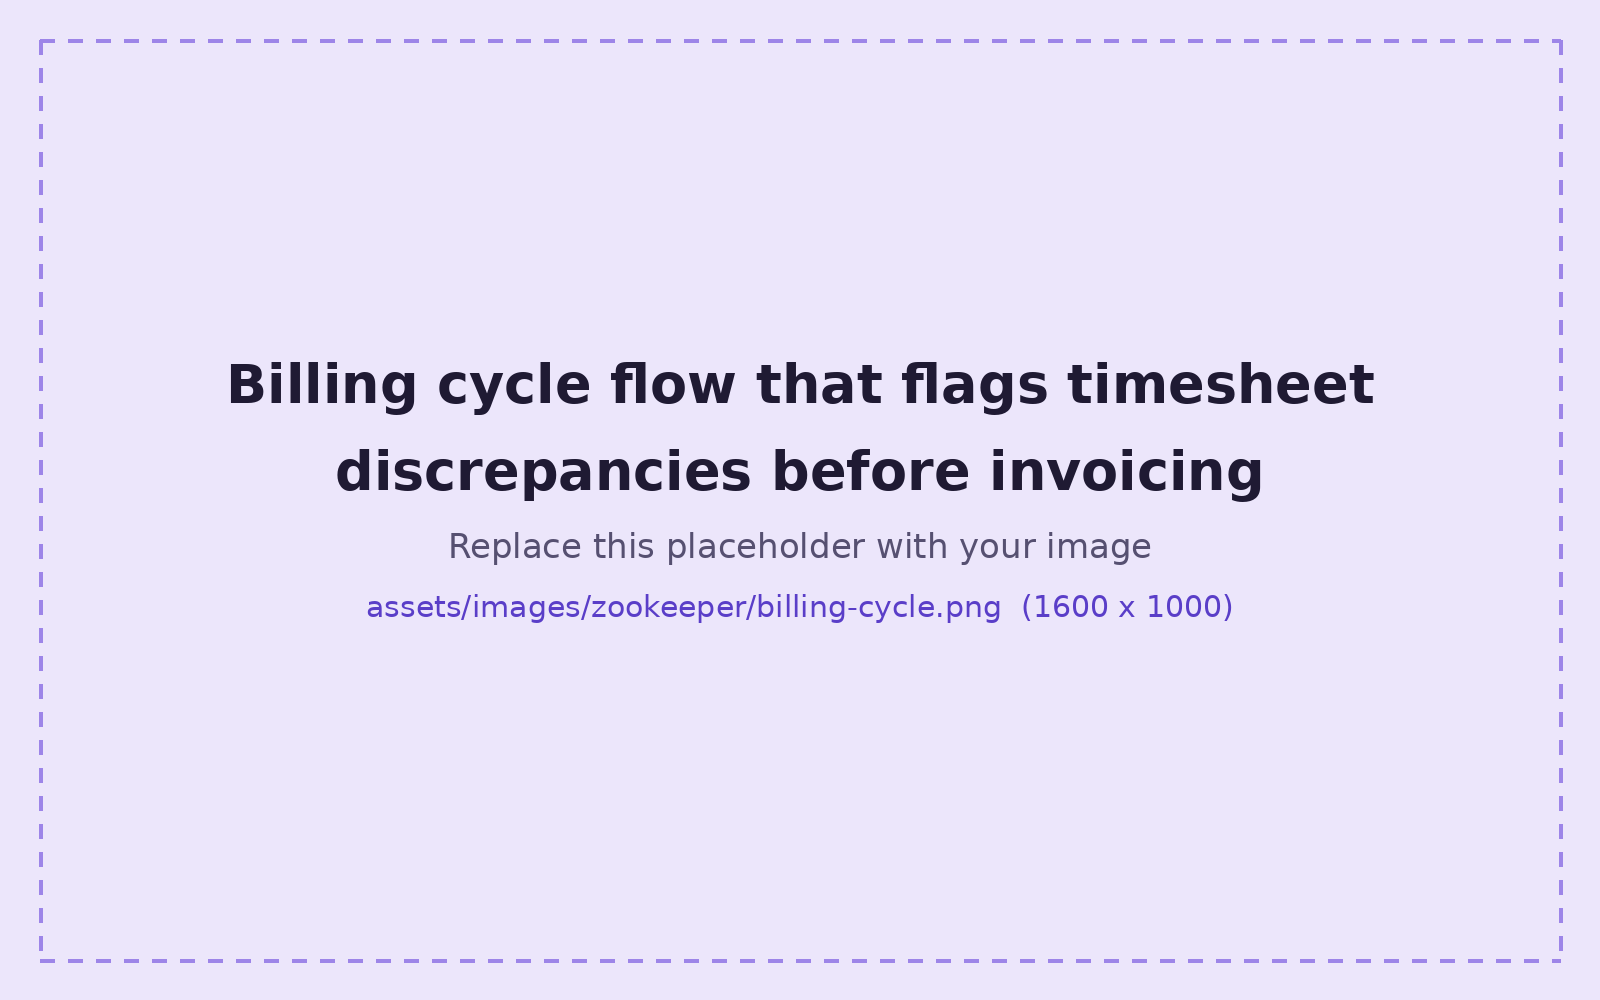 Billing cycle flow that flags timesheet
discrepancies before invoicing
Replace this placeholder with your image
assets/images/zookeeper/billing-cycle.png (1600 x 1000)